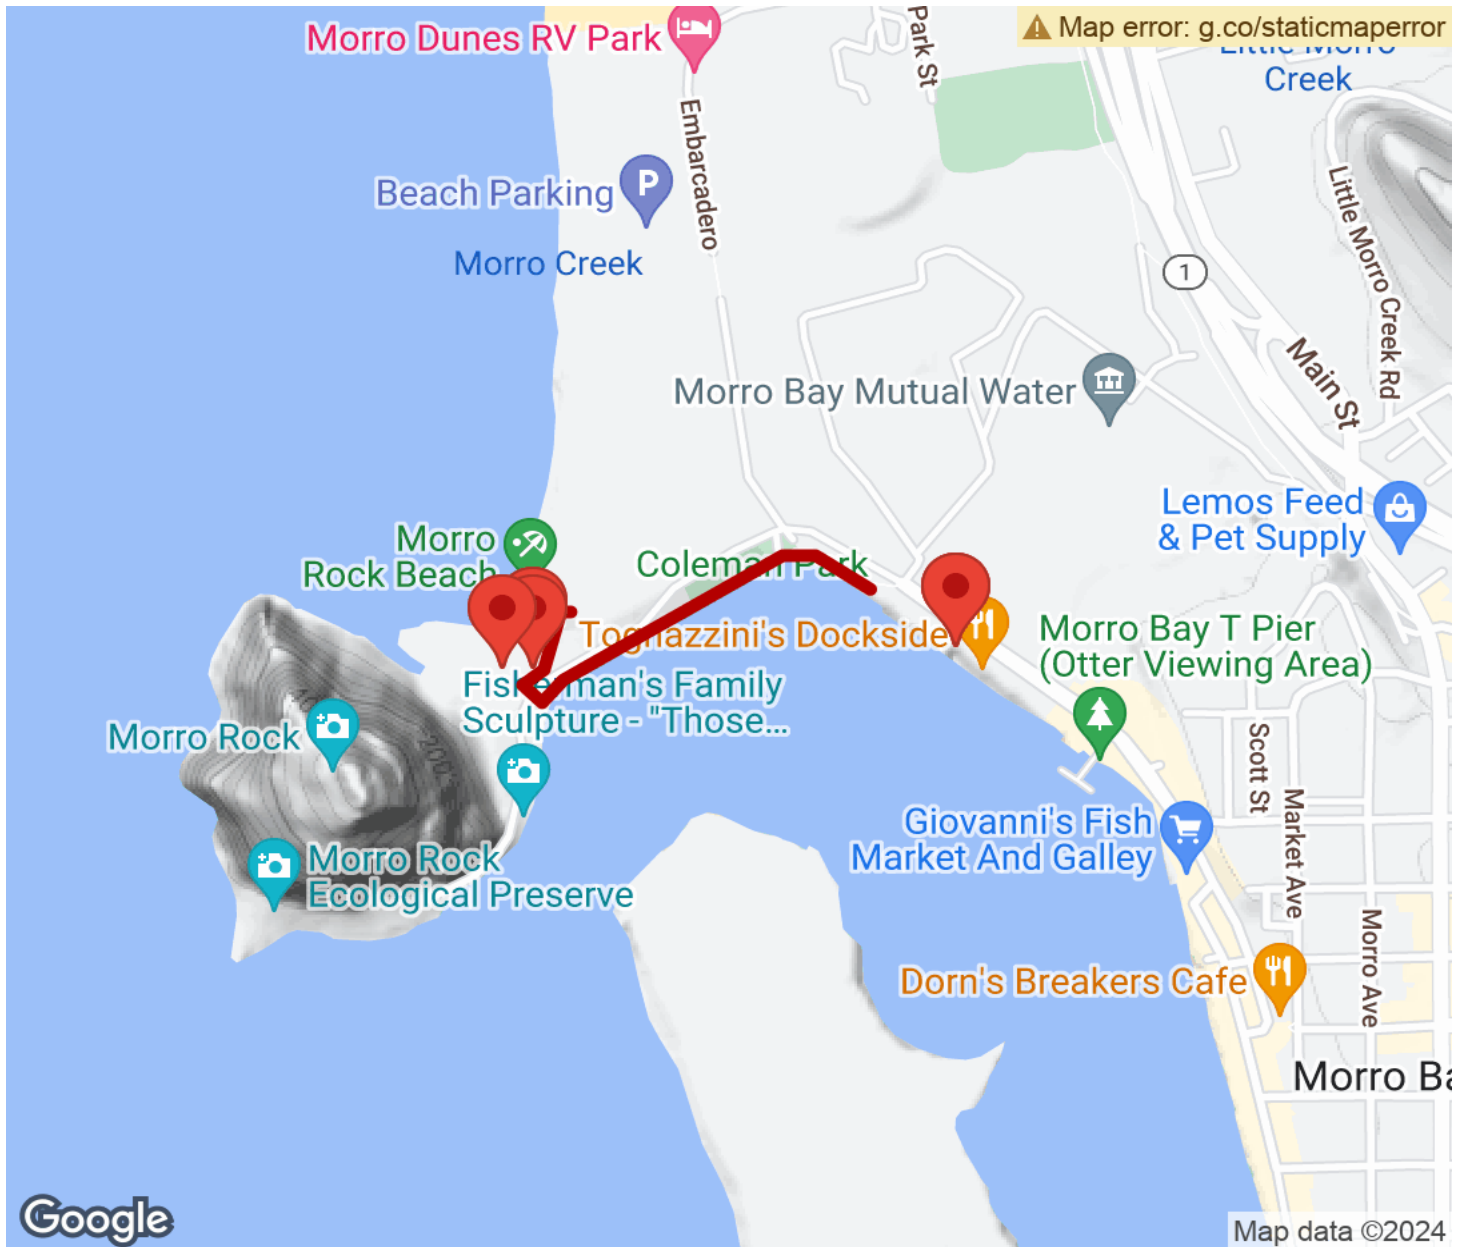 Morro Dunes RV Park
Park St
Map error: g.co/staticmaperror
Little Morro
Creek
Embarcadero
Beach Parking
P
Morro Creek
1
Little Morro Creek Rd
Main St
Morro Bay Mutual Water
Lemos Feed
& Pet Supply
Morro
Rock Beach
Coleman Park
Tognazzini's Dockside
Morro Bay T Pier
(Otter Viewing Area)
Fisherman's Family
Sculpture - "Those...
Morro Rock
200
Scott St
Market Ave
Giovanni's Fish
Market And Galley
Morro Rock
Ecological Preserve
Morro Ave
Dorn's Breakers Cafe
Morro Ba
Google
Map data ©2024